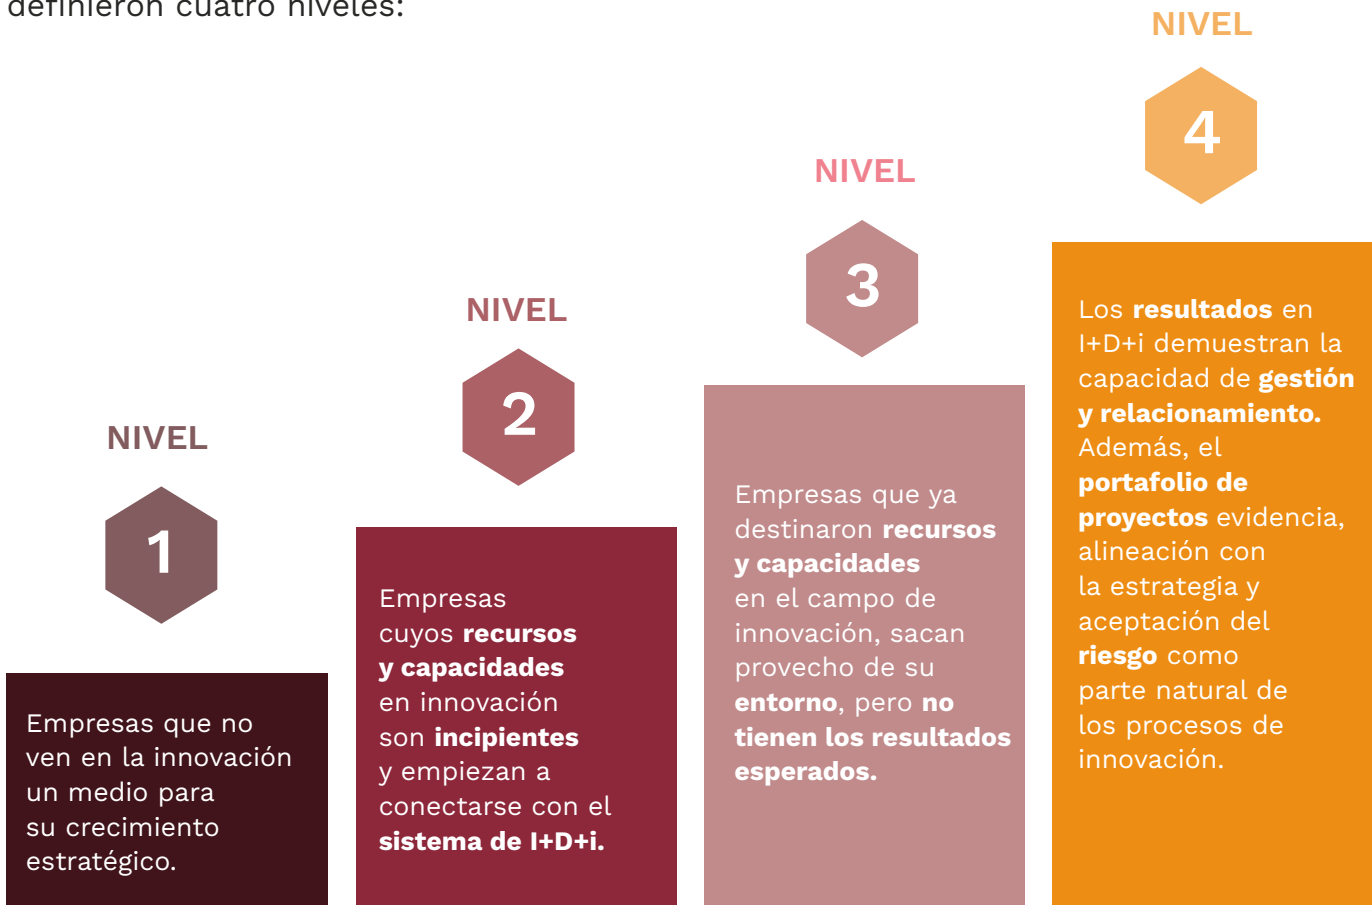 definieron cuatro niveles:
NIVEL
1
Empresas que no
ven en la innovación
un medio para
su crecimiento
estratégico.
NIVEL
2
Empresas
cuyos recursos
y capacidades
en innovación
son incipientes
y empiezan a
conectarse con el
sistema de I+D+i.
NIVEL
3
Empresas que ya
destinaron recursos
y capacidades
en el campo de
innovación, sacan
provecho de su
entorno, pero no
tienen los resultados
esperados.
NIVEL
4
Los resultados en
I+D+i demuestran la
capacidad de gestión
y relacionamiento.
Además, el
portafolio de
proyectos evidencia,
alineación con
la estrategia y
aceptación del
riesgo como
parte natural de
los procesos de
innovación.